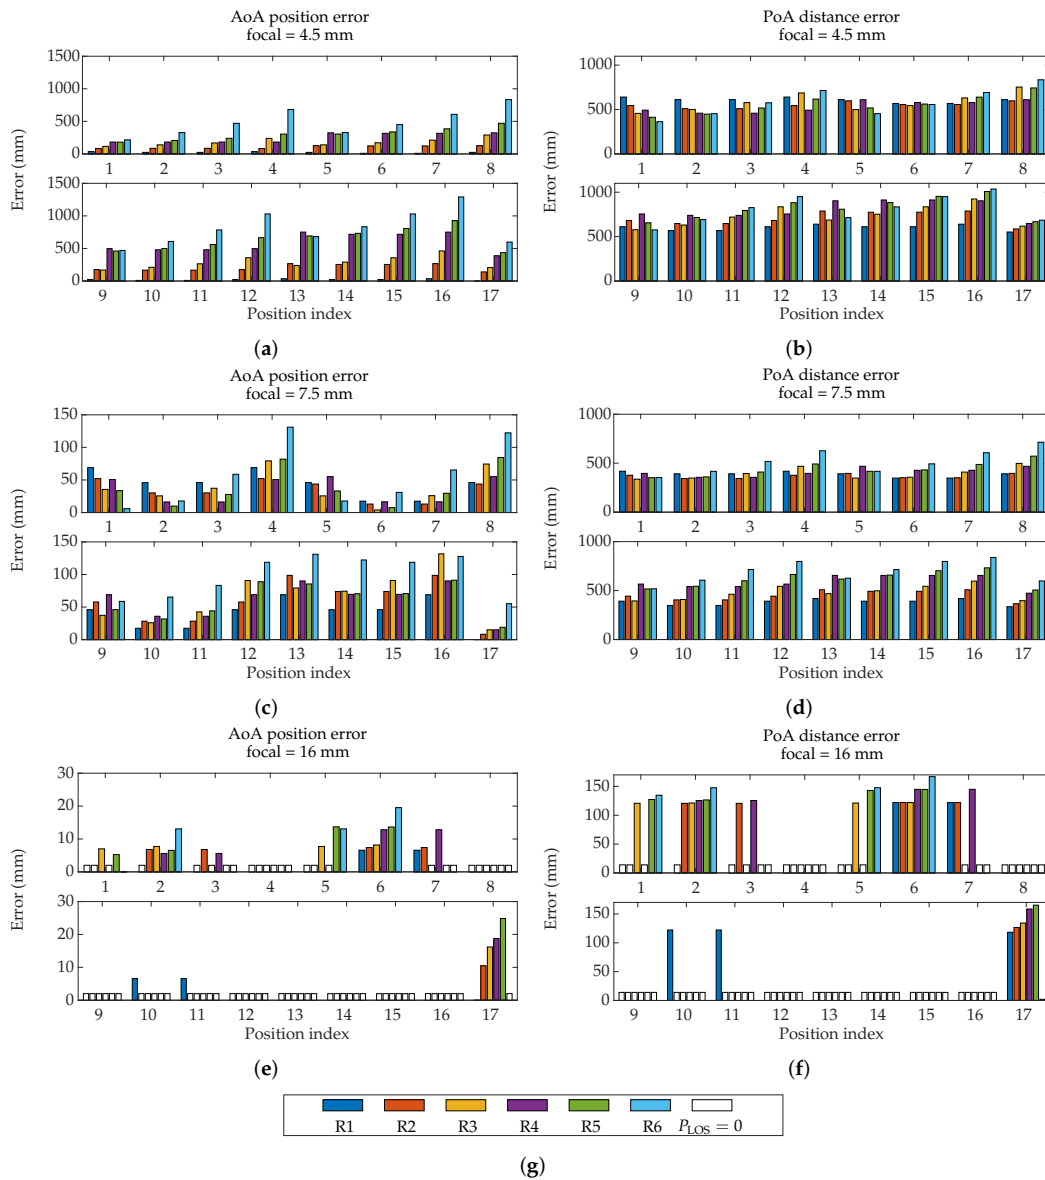 AoA position error
focal = 4.5 mm
1500
1000
500
0
1 2 3 4 5 6 7 8
1500
1000
500
0
9 10 11 12 13 14 15 16 17
Error (mm)
Position index
(a)
PoA distance error
focal = 4.5 mm
1000
500
0
1 2 3 4 5 6 7 8
1000
500
0
9 10 11 12 13 14 15 16 17
Error (mm)
Position index
(b)
AoA position error
focal = 7.5 mm
150
100
50
0
1 2 3 4 5 6 7 8
150
100
50
0
9 10 11 12 13 14 15 16 17
Error (mm)
Position index
(c)
PoA distance error
focal = 7.5 mm
1000
500
0
1 2 3 4 5 6 7 8
1000
500
0
9 10 11 12 13 14 15 16 17
Error (mm)
Position index
(d)
AoA position error
focal = 16 mm
30
20
10
0
1 2 3 4 5 6 7 8
30
20
10
0
9 10 11 12 13 14 15 16 17
Error (mm)
Position index
(e)
PoA distance error
focal = 16 mm
150
100
50
0
1 2 3 4 5 6 7 8
150
100
50
0
9 10 11 12 13 14 15 16 17
Error (mm)
Position index
(f)
R1 R2 R3 R4 R5 R6 P_LOS = 0
(g)